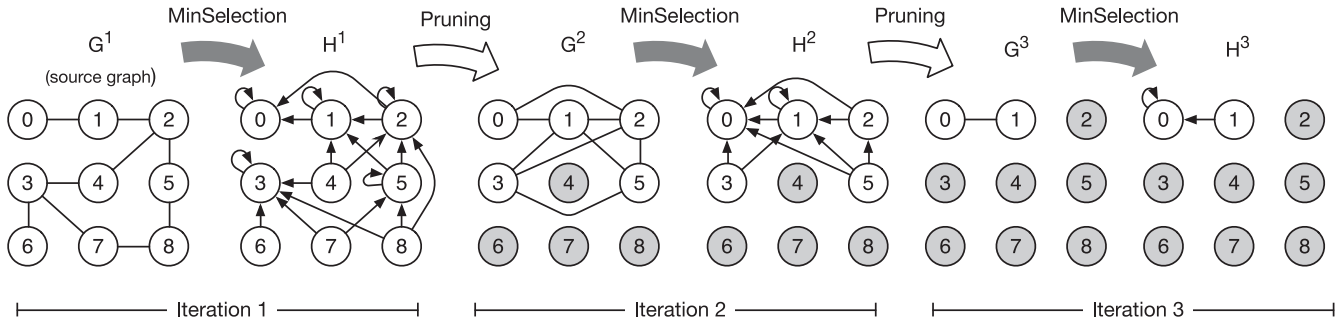 MinSelection Pruning MinSelection Pruning MinSelection
G¹ H¹ G² H² G³ H³
(source graph)
0 1 2 0 1 2 0 1 2 0 1 2 0 1 2 0 1 2
3 4 5 3 4 5 3 4 5 3 4 5 3 4 5 3 4 5
6 7 8 6 7 8 6 7 8 6 7 8 6 7 8 6 7 8
Iteration 1 Iteration 2 Iteration 3